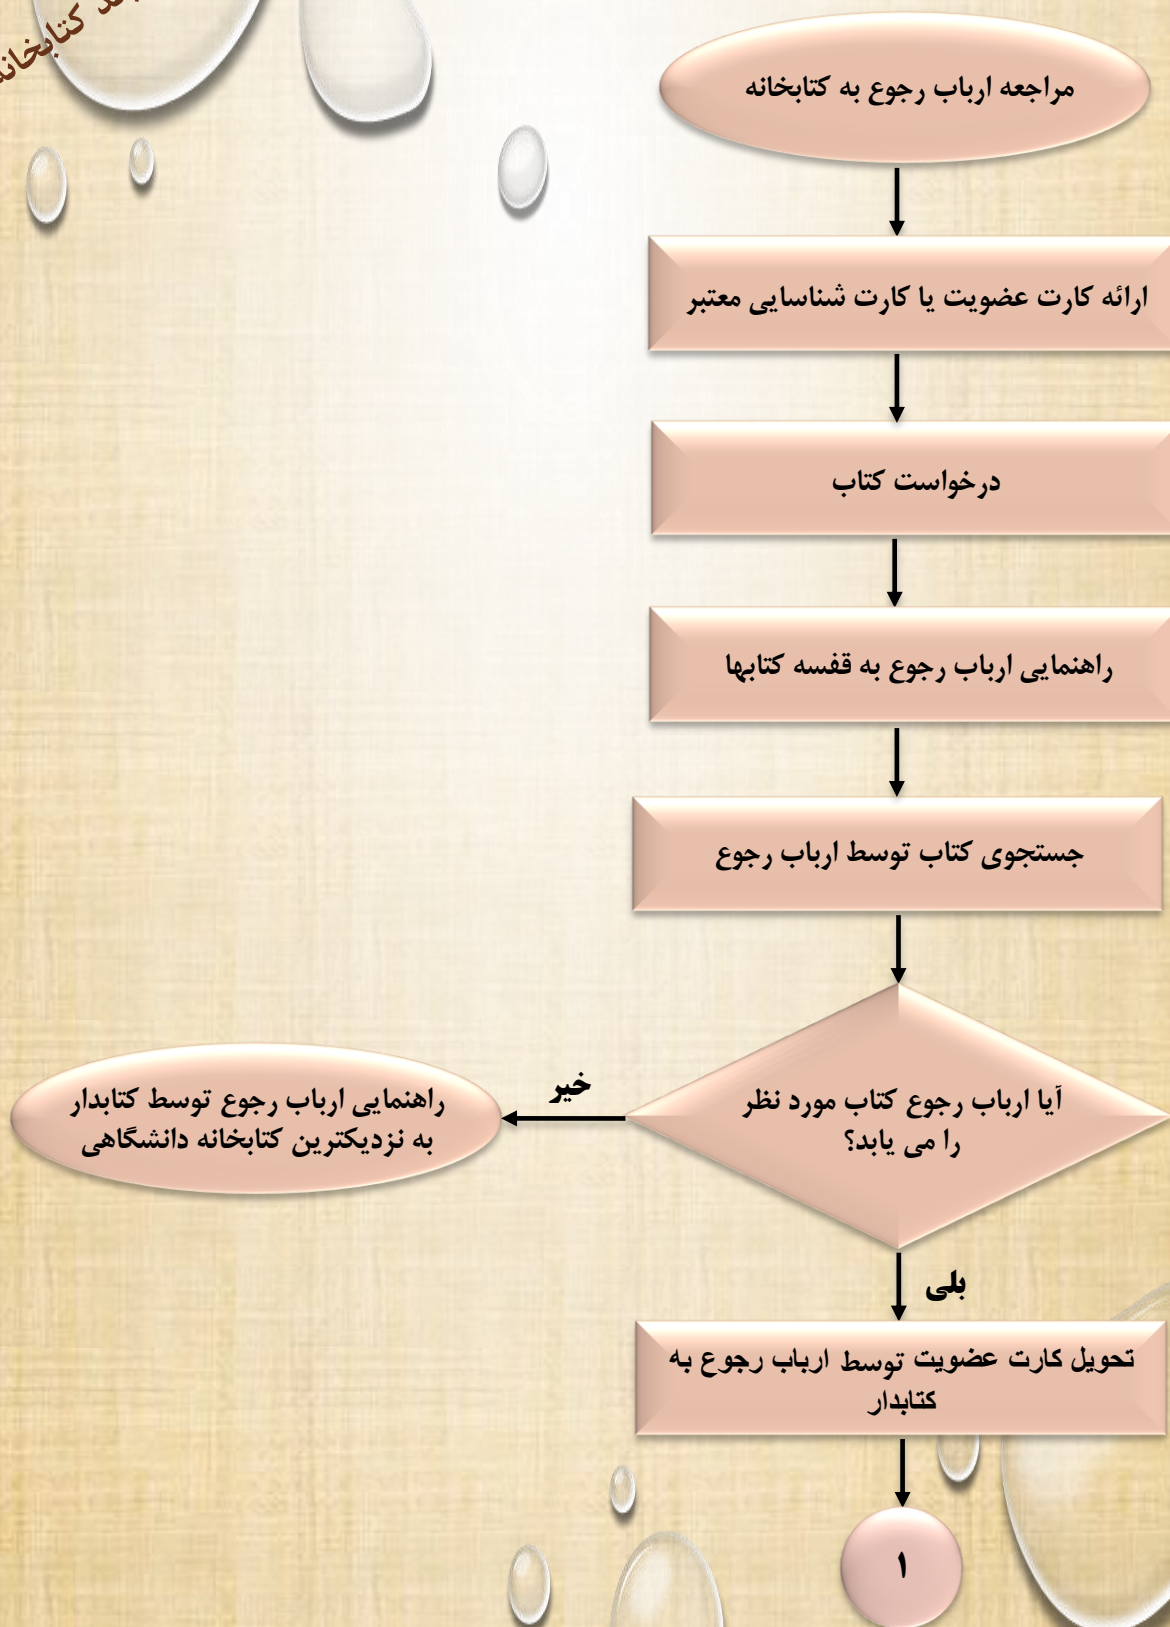 کتابخانه
مراجعه ارباب رجوع به کتابخانه
ارائه کارت عضویت یا کارت شناسایی معتبر
درخواست کتاب
راهنمایی ارباب رجوع به قفسه کتابها
جستجوی کتاب توسط ارباب رجوع
آیا ارباب رجوع کتاب مورد نظر
را می یابد؟
خیر
راهنمایی ارباب رجوع توسط کتابدار
به نزدیکترین کتابخانه دانشگاهی
بلی
تحویل کارت عضویت توسط ارباب رجوع به
کتابدار
۱